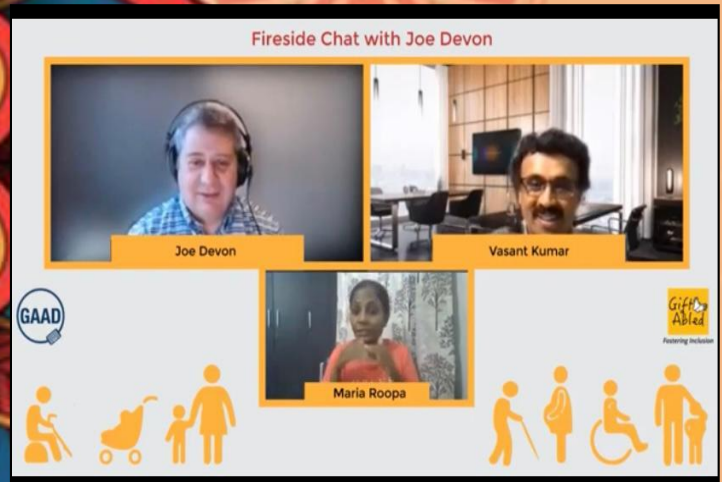 Fireside Chat with Joe Devon
Joe Devon
Vasant Kumar
GAAD
Gift
Abled
Fostering Inclusion
Maria Roopa